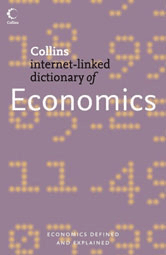 Collins
Collins
internet-linked
dictionary of
Economics
ECONOMICS DEFINED
AND EXPLAINED